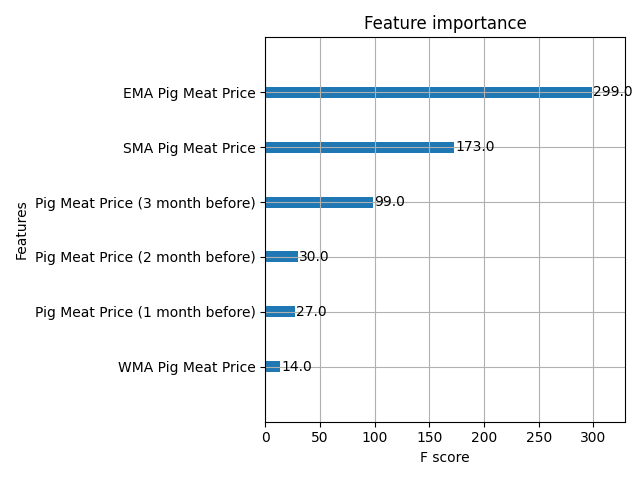 Feature importance
Features
EMA Pig Meat Price
299.0
SMA Pig Meat Price
173.0
Pig Meat Price (3 month before)
99.0
Pig Meat Price (2 month before)
30.0
Pig Meat Price (1 month before)
27.0
WMA Pig Meat Price
14.0
0 50 100 150 200 250 300
F score